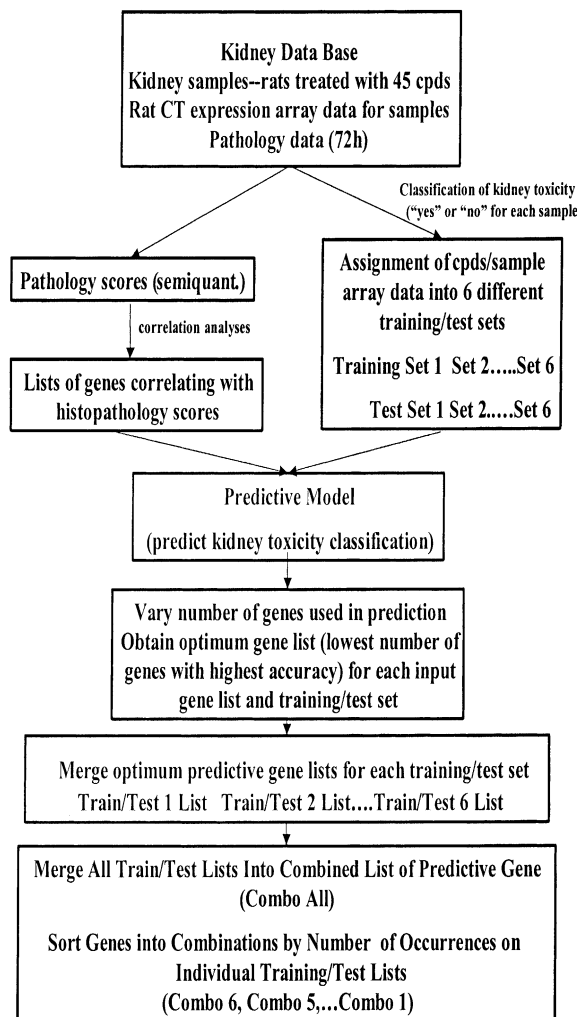 Kidney Data Base
Kidney samples--rats treated with 45 cpds
Rat CT expression array data for samples
Pathology data (72h)
Classification of kidney toxicity
("yes" or "no" for each sample
Pathology scores (semiquant.)
correlation analyses
Lists of genes correlating with
histopathology scores
Assignment of cpds/sample
array data into 6 different
training/test sets
Training Set 1 Set 2.....Set 6
Test Set 1 Set 2.....Set 6
Predictive Model
(predict kidney toxicity classification)
Vary number of genes used in prediction
Obtain optimum gene list (lowest number of
genes with highest accuracy) for each input
gene list and training/test set
Merge optimum predictive gene lists for each training/test set
Train/Test 1 List Train/Test 2 List....Train/Test 6 List
Merge All Train/Test Lists Into Combined List of Predictive Gene
(Combo All)
Sort Genes into Combinations by Number of Occurrences on
Individual Training/Test Lists
(Combo 6, Combo 5,...Combo 1)